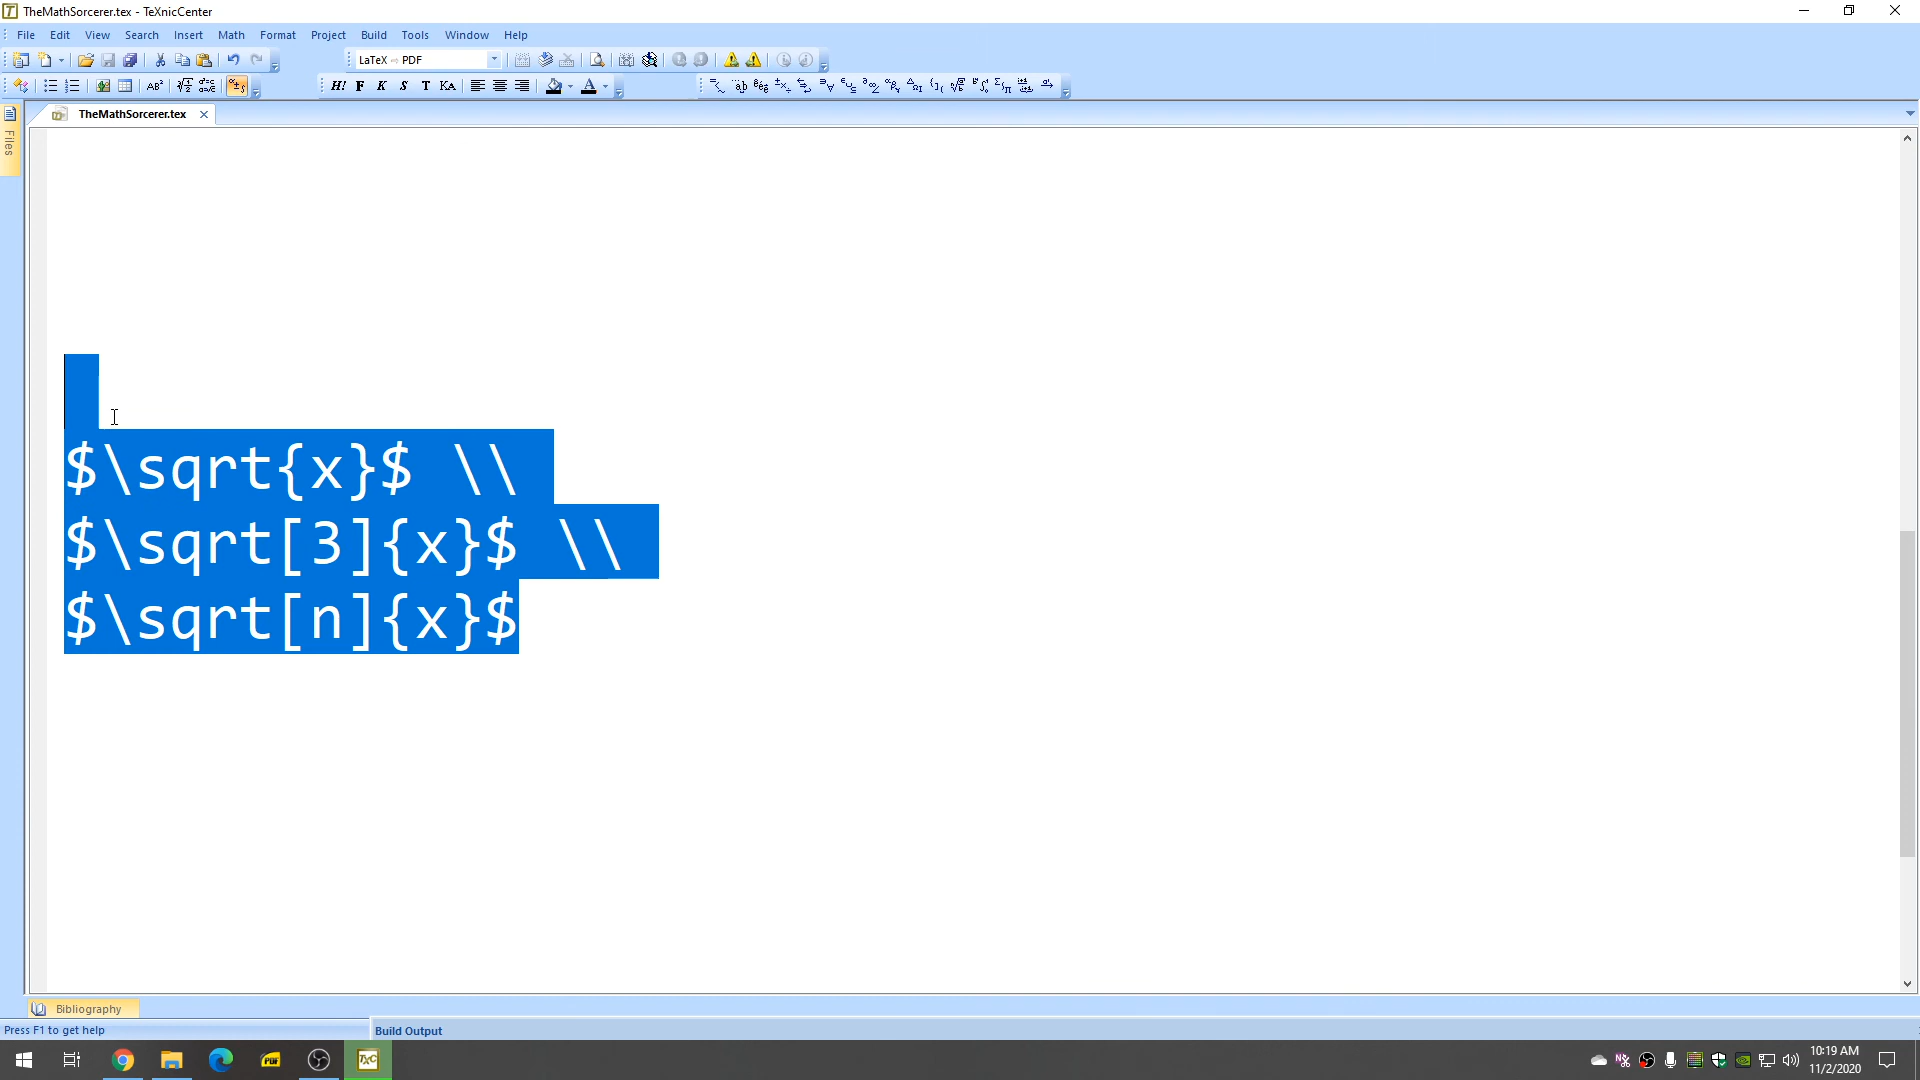 TheMathSorcerer.tex - TeXnicCenter
File Edit View Search Insert Math Format Project Build Tools Window Help
LaTeX ⇨ PDF
TheMathSorcerer.tex
Files
$\sqrt{x}$ \\
$\sqrt[3]{x}$ \\
$\sqrt[n]{x}$
Bibliography
Press F1 to get help
Build Output
10:19 AM
11/2/2020